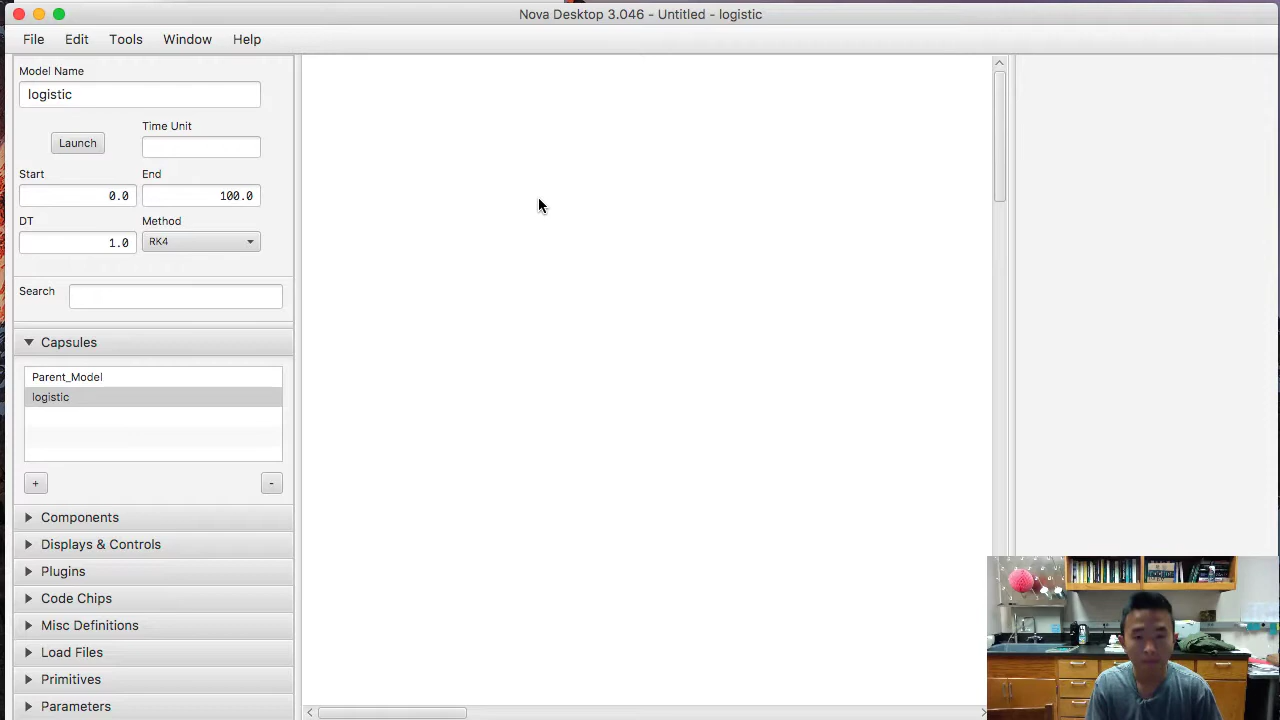 Nova Desktop 3.046 - Untitled - logistic
File Edit Tools Window Help
Model Name
logistic
Launch
Time Unit
Start
End
0.0
100.0
DT
Method
1.0
RK4
Search
Capsules
Parent_Model
logistic
+
-
Components
Displays & Controls
Plugins
Code Chips
Misc Definitions
Load Files
Primitives
Parameters